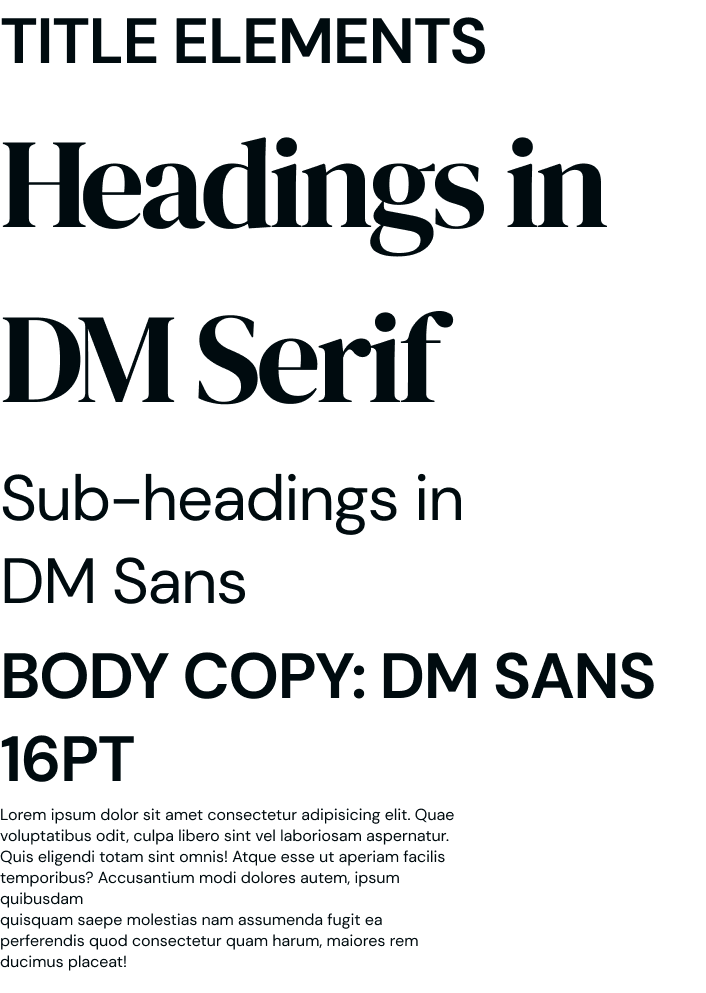 TITLE ELEMENTS
Headings in
DM Serif
Sub-headings in
DM Sans
BODY COPY: DM SANS
16PT
Lorem ipsum dolor sit amet consectetur adipisicing elit. Quae
voluptatibus odit, culpa libero sint vel laboriosam aspernatur.
Quis eligendi totam sint omnis! Atque esse ut aperiam facilis
temporibus? Accusantium modi dolores autem, ipsum
quibusdam
quisquam saepe molestias nam assumenda fugit ea
perferendis quod consectetur quam harum, maiores rem
ducimus placeat!